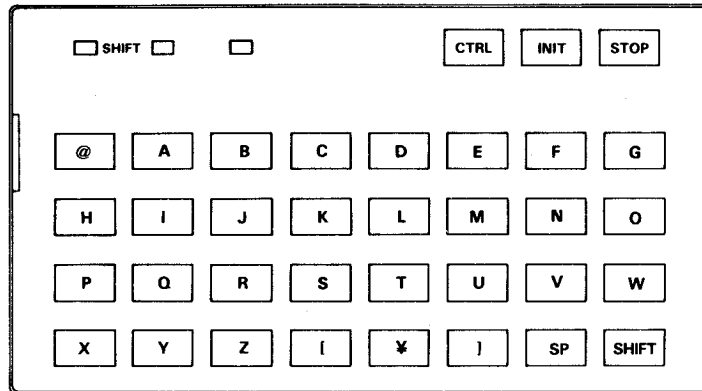 SHIFT CTRL INIT STOP
@ A B C D E F G
H I J K L M N O
P Q R S T U V W
X Y Z [ ¥ ] SP SHIFT